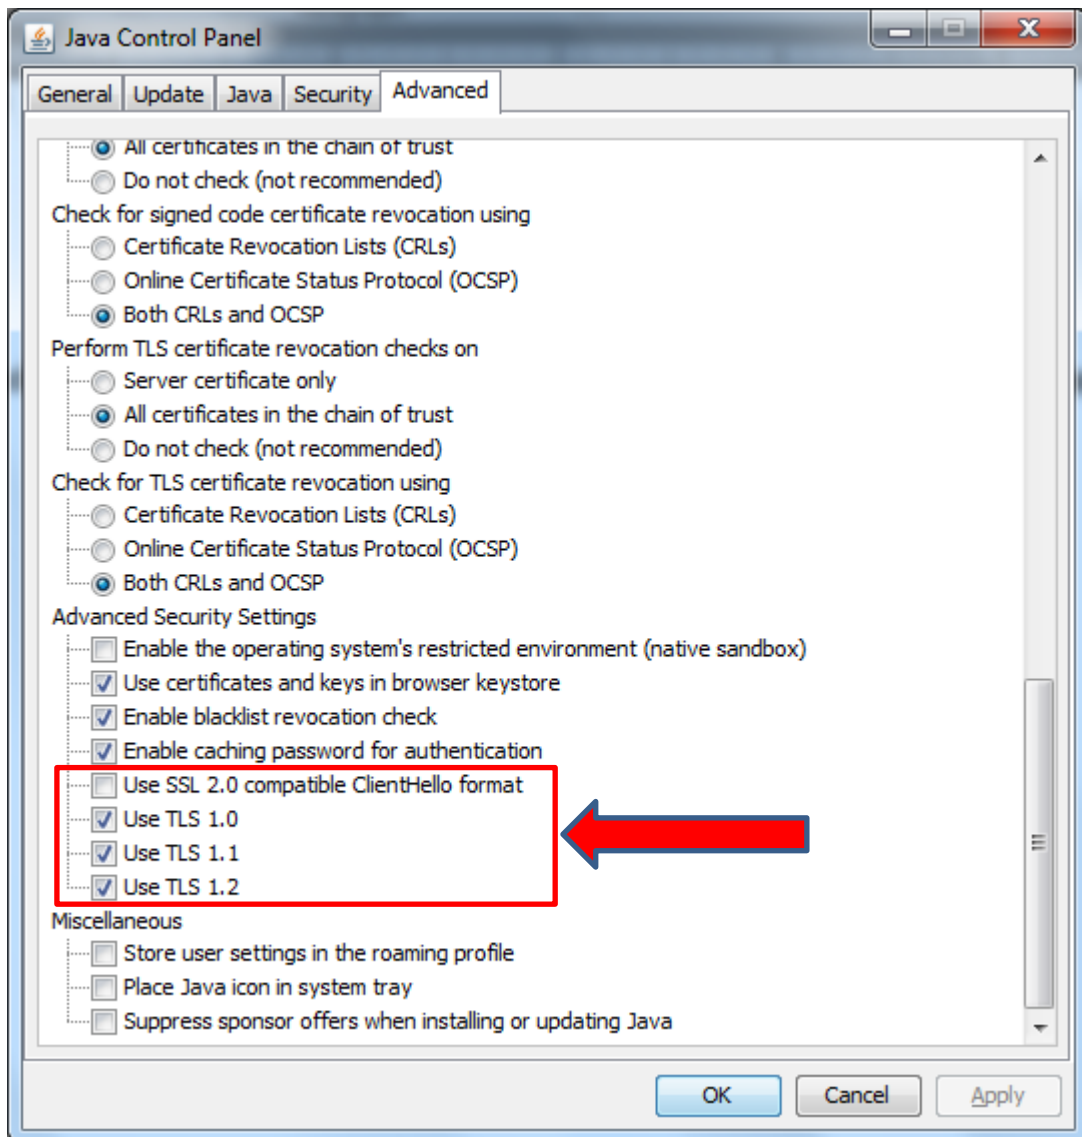 Java Control Panel
General Update Java Security Advanced
All certificates in the chain of trust
Do not check (not recommended)
Check for signed code certificate revocation using
Certificate Revocation Lists (CRLs)
Online Certificate Status Protocol (OCSP)
Both CRLs and OCSP
Perform TLS certificate revocation checks on
Server certificate only
All certificates in the chain of trust
Do not check (not recommended)
Check for TLS certificate revocation using
Certificate Revocation Lists (CRLs)
Online Certificate Status Protocol (OCSP)
Both CRLs and OCSP
Advanced Security Settings
Enable the operating system's restricted environment (native sandbox)
Use certificates and keys in browser keystore
Enable blacklist revocation check
Enable caching password for authentication
Use SSL 2.0 compatible ClientHello format
Use TLS 1.0
Use TLS 1.1
Use TLS 1.2
Miscellaneous
Store user settings in the roaming profile
Place Java icon in system tray
Suppress sponsor offers when installing or updating Java
OK Cancel Apply